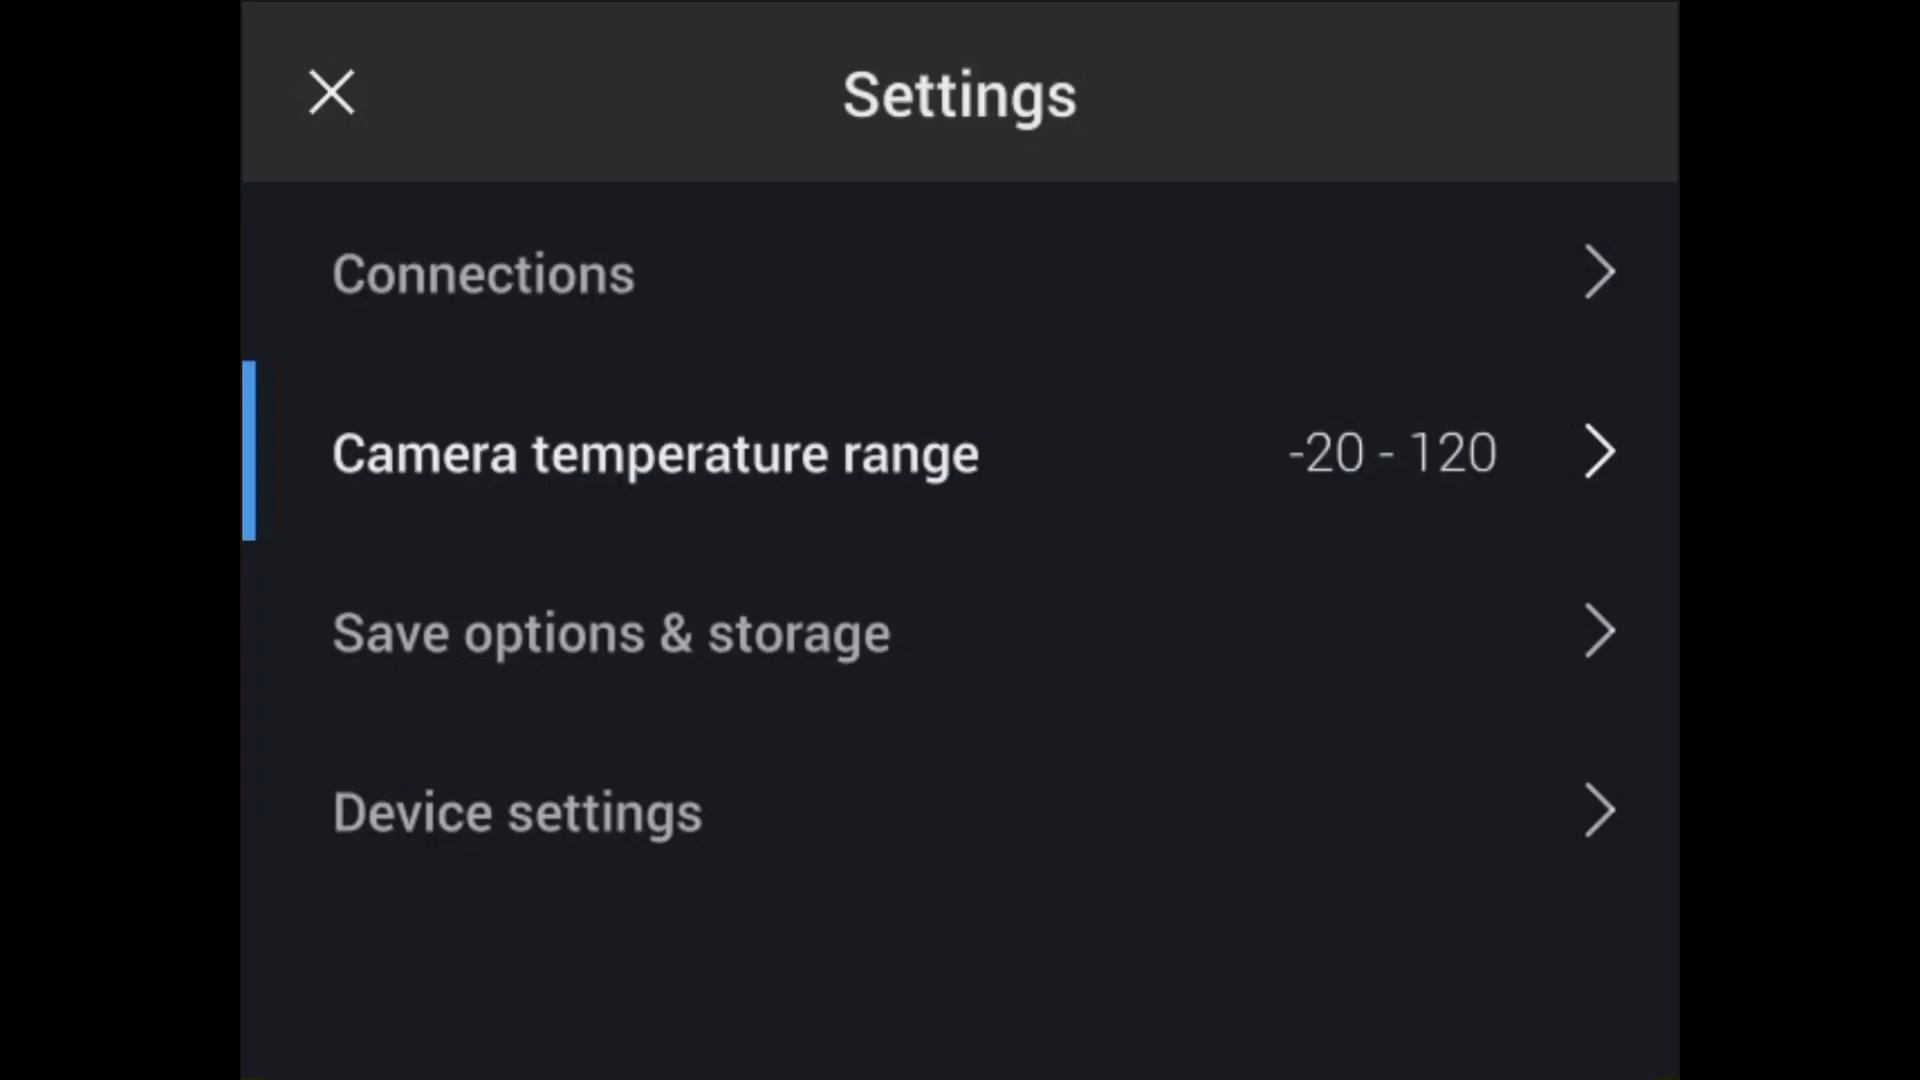 Settings
Connections
Camera temperature range -20 - 120
Save options & storage
Device settings